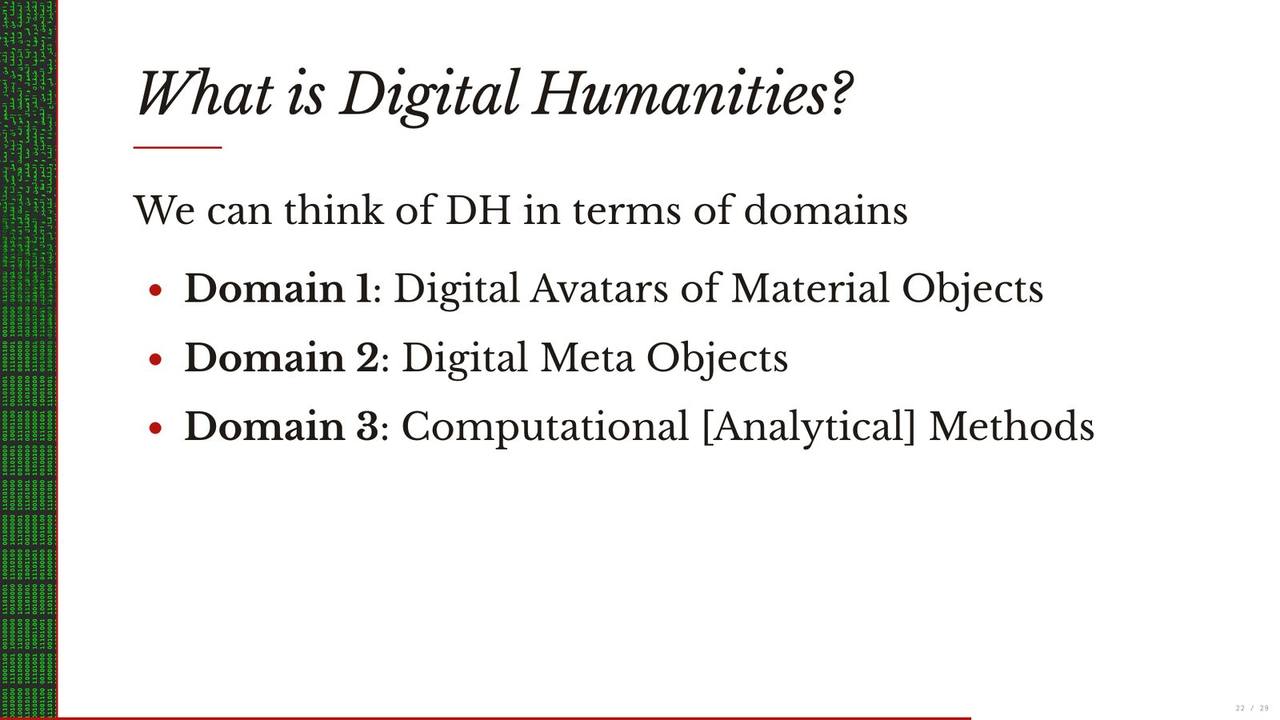 What is Digital Humanities?
We can think of DH in terms of domains
• Domain 1: Digital Avatars of Material Objects
• Domain 2: Digital Meta Objects
• Domain 3: Computational [Analytical] Methods
22 / 29